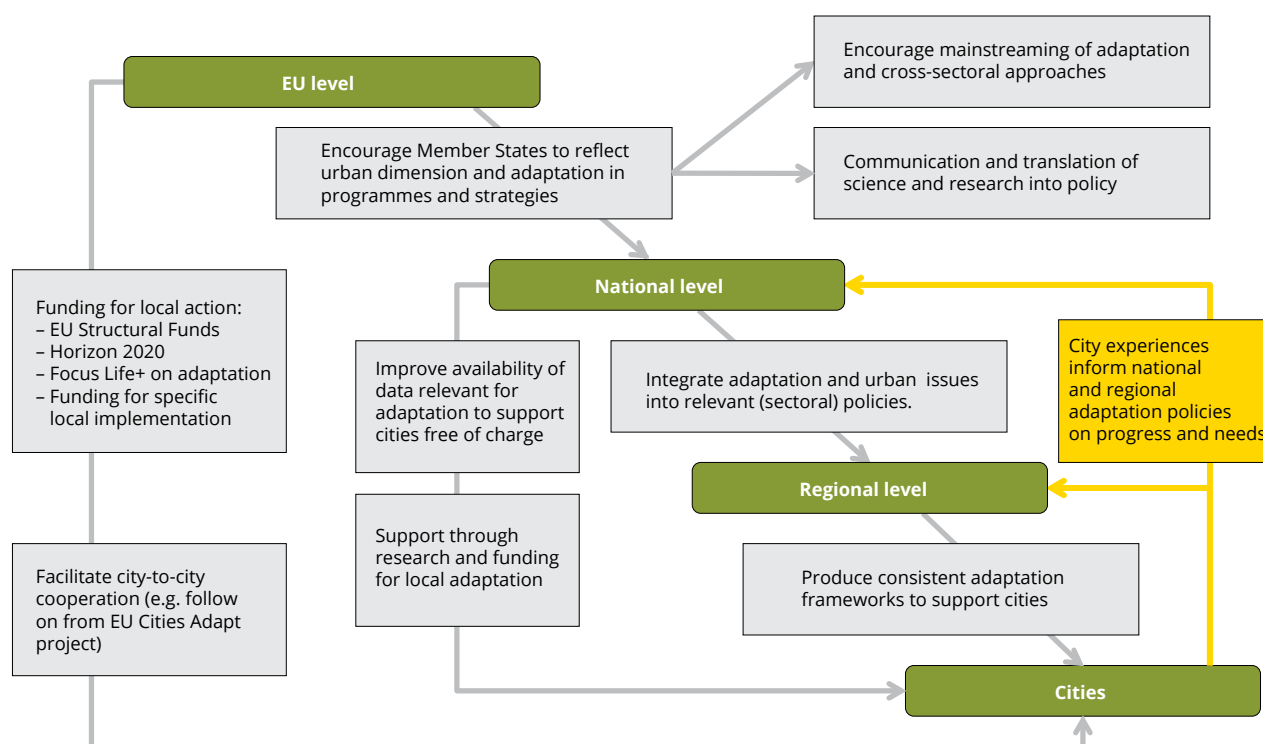 EU level
Encourage mainstreaming of adaptation
and cross-sectoral approaches
Encourage Member States to reflect
urban dimension and adaptation in
programmes and strategies
Communication and translation of
science and research into policy
National level
Funding for local action:
– EU Structural Funds
– Horizon 2020
– Focus Life+ on adaptation
– Funding for specific
local implementation
Improve availability of
data relevant for
adaptation to support
cities free of charge
Integrate adaptation and urban issues
into relevant (sectoral) policies.
City experiences
inform national
and regional
adaptation policies
on progress and needs
Regional level
Support through
research and funding
for local adaptation
Facilitate city-to-city
cooperation (e.g. follow
on from EU Cities Adapt
project)
Produce consistent adaptation
frameworks to support cities
Cities